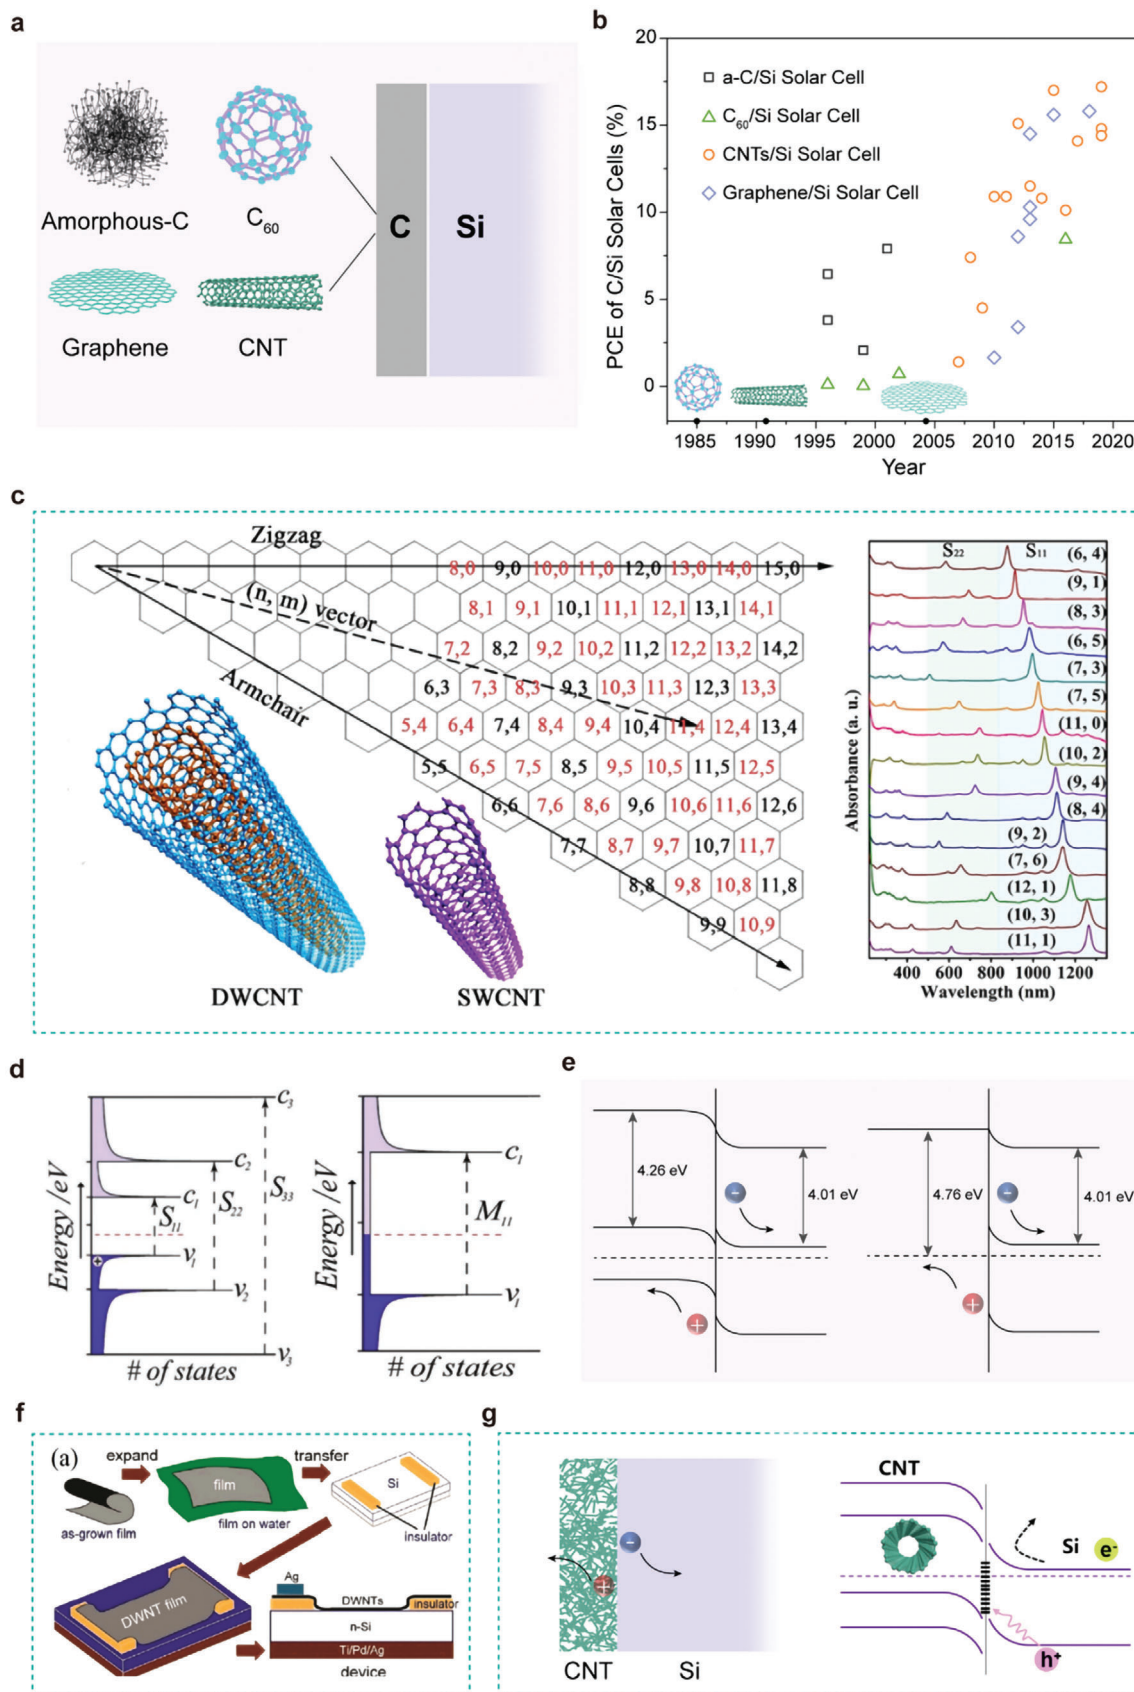 a
Amorphous-C
C60
Graphene
CNT
C
Si
b
PCE of C/Si Solar Cells (%)
20
15
10
5
0
a-C/Si Solar Cell
C60/Si Solar Cell
CNTs/Si Solar Cell
Graphene/Si Solar Cell
1985 1990 1995 2000 2005 2010 2015 2020
Year
c
Zigzag
(n, m) vector
Armchair
8,0 9,0 10,0 11,0 12,0 13,0 14,0 15,0
8,1 9,1 10,1 11,1 12,1 13,1 14,1
7,2 8,2 9,2 10,2 11,2 12,2 13,2 14,2
6,3 7,3 8,3 9,3 10,3 11,3 12,3 13,3
5,4 6,4 7,4 8,4 9,4 10,4 11,4 12,4 13,4
5,5 6,5 7,5 8,5 9,5 10,5 11,5 12,5
6,6 7,6 8,6 9,6 10,6 11,6 12,6
7,7 8,7 9,7 10,7 11,7
8,8 9,8 10,8 11,8
9,9 10,9
DWCNT
SWCNT
Absorbance (a. u.)
S22
S11
(6, 4)
(9, 1)
(8, 3)
(6, 5)
(7, 3)
(7, 5)
(11, 0)
(10, 2)
(9, 4)
(8, 4)
(9, 2)
(7, 6)
(12, 1)
(10, 3)
(11, 1)
400 600 800 1000 1200
Wavelength (nm)
d
Energy /eV
c3
c2
c1
S11
S22
S33
v1
v2
v3
# of states
Energy /eV
c1
M11
v1
# of states
e
4.26 eV
4.01 eV
-
+
4.76 eV
4.01 eV
-
+
f
(a)
expand
transfer
as-grown film
film
film on water
Si
insulator
DWNT film
Ag
DWNTs
insulator
n-Si
Ti/Pd/Ag
device
g
-
+
CNT
Si
CNT
Si
e-
h+